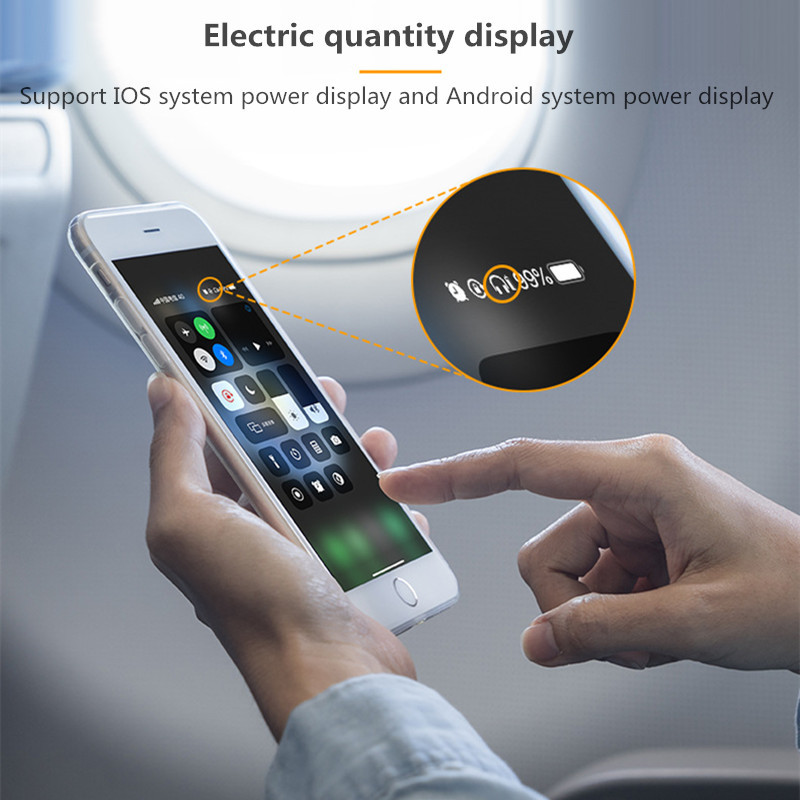 Electric quantity display
Support IOS system power display and Android system power display
99%